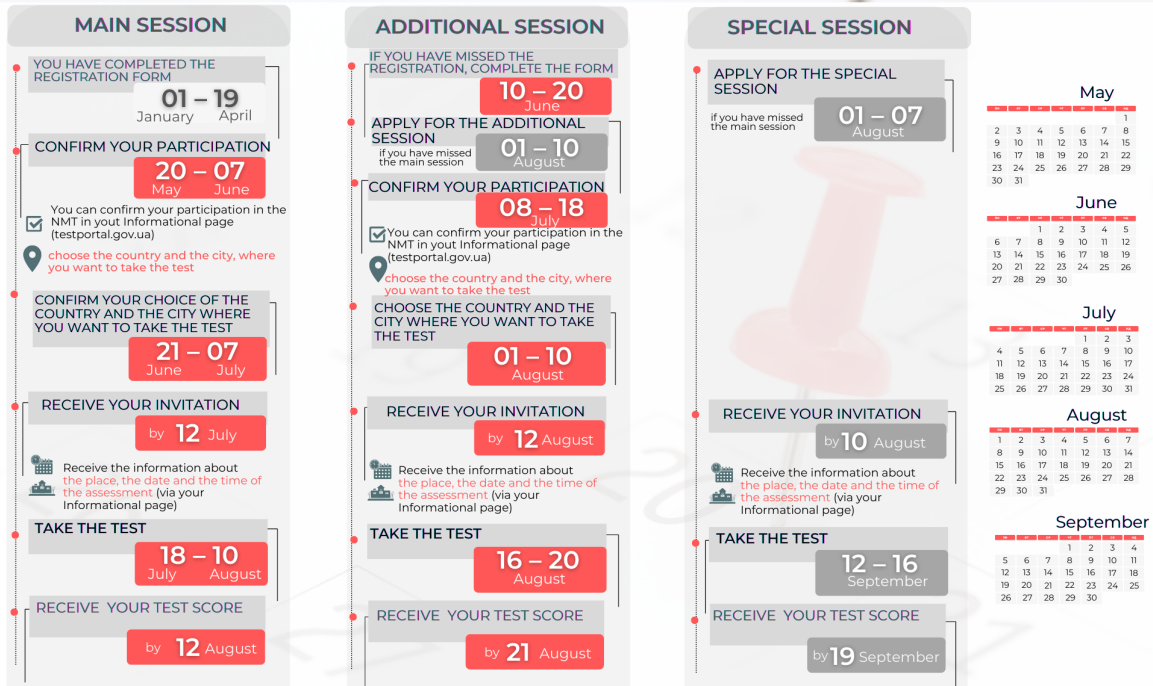 MAIN SESSION
YOU HAVE COMPLETED THE
REGISTRATION FORM
01 – 19
January April
CONFIRM YOUR PARTICIPATION
20 – 07
May June
You can confirm your participation in the
NMT in yout Informational page
(testportal.gov.ua)
choose the country and the city, where
you want to take the test
CONFIRM YOUR CHOICE OF THE
COUNTRY AND THE CITY WHERE
YOU WANT TO TAKE THE TEST
21 – 07
June July
RECEIVE YOUR INVITATION
by 12 July
Receive the information about
the place, the date and the time of
the assessment (via your
Informational page)
TAKE THE TEST
18 – 10
July August
RECEIVE YOUR TEST SCORE
by 12 August
ADDITIONAL SESSION
IF YOU HAVE MISSED THE
REGISTRATION, COMPLETE THE FORM
10 – 20
June
APPLY FOR THE ADDITIONAL
SESSION
if you have missed
the main session
01 – 10
August
CONFIRM YOUR PARTICIPATION
08 – 18
July
You can confirm your participation in the
NMT in yout Informational page
(testportal.gov.ua)
choose the country and the city, where
you want to take the test
CHOOSE THE COUNTRY AND THE
CITY WHERE YOU WANT TO TAKE
THE TEST
01 – 10
August
RECEIVE YOUR INVITATION
by 12 August
Receive the information about
the place, the date and the time of
the assessment (via your
Informational page)
TAKE THE TEST
16 – 20
August
RECEIVE YOUR TEST SCORE
by 21 August
SPECIAL SESSION
APPLY FOR THE SPECIAL
SESSION
if you have missed
the main session
01 – 07
August
RECEIVE YOUR INVITATION
by 10 August
Receive the information about
the place, the date and the time of
the assessment (via your
Informational page)
TAKE THE TEST
12 – 16
September
RECEIVE YOUR TEST SCORE
by 19 September
May
1
2 3 4 5 6 7 8
9 10 11 12 13 14 15
16 17 18 19 20 21 22
23 24 25 26 27 28 29
30 31
June
1 2 3 4 5
6 7 8 9 10 11 12
13 14 15 16 17 18 19
20 21 22 23 24 25 26
27 28 29 30
July
1 2 3
4 5 6 7 8 9 10
11 12 13 14 15 16 17
18 19 20 21 22 23 24
25 26 27 28 29 30 31
August
1 2 3 4 5 6 7
8 9 10 11 12 13 14
15 16 17 18 19 20 21
22 23 24 25 26 27 28
29 30 31
September
1 2 3 4
5 6 7 8 9 10 11
12 13 14 15 16 17 18
19 20 21 22 23 24 25
26 27 28 29 30